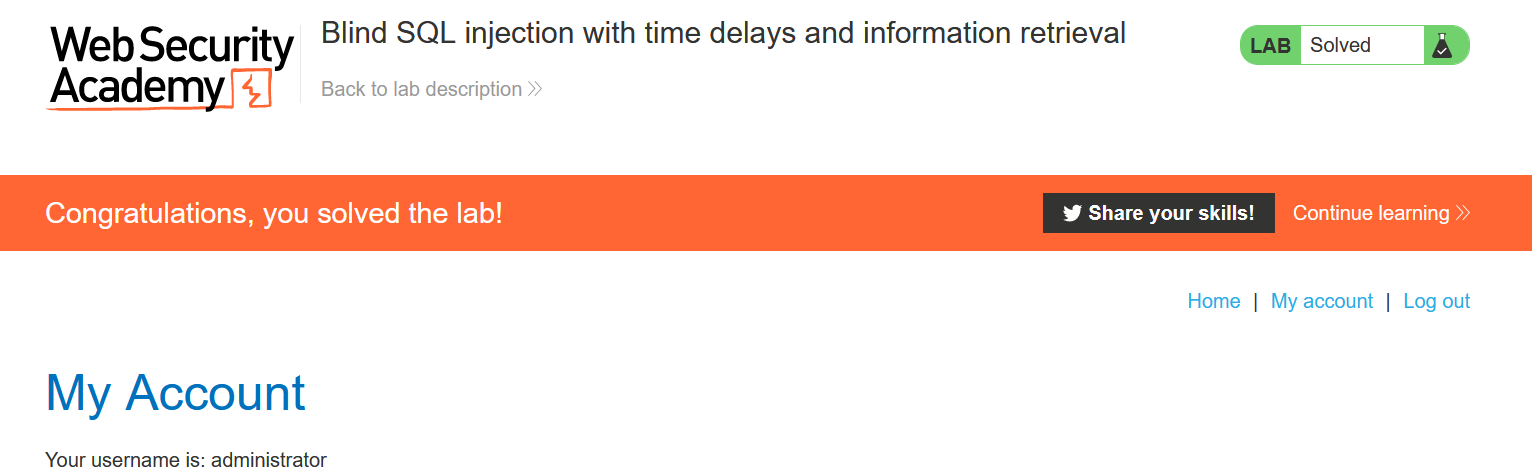 Web Security
Academy
Blind SQL injection with time delays and information retrieval
Back to lab description
LAB Solved
Congratulations, you solved the lab!
Share your skills! Continue learning
Home | My account | Log out
My Account
Your username is: administrator